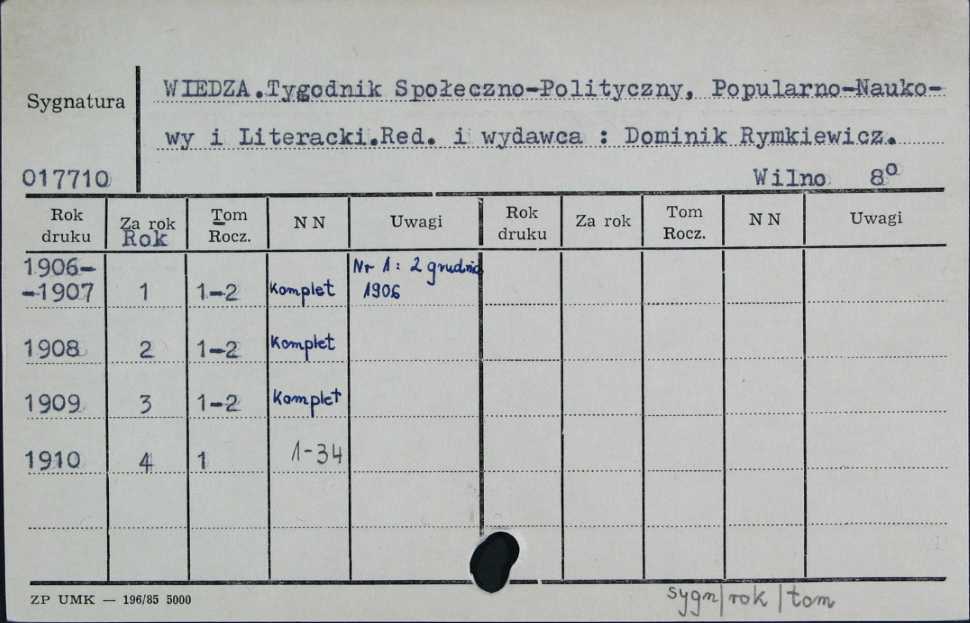 WIEDZA.Tygodnik Społeczno-Polityczny, Popularno-Nauko-
Sygnatura
wy i Literacki.Red. i wydawca : Dominik Rymkiewicz.
017710 Wilno 8º
Rok druku Za rok Rok Tom Rocz. N N Uwagi Rok druku Za rok Tom Rocz. N N Uwagi
1906- Nr 1: 2 grudnia
-1907 1 1-2 Komplet 1906
1908 2 1-2 Komplet
1909 3 1-2 Komplet
1910 4 1 1-34
ZP UMK — 196/85 5000 sygn/rok/tom